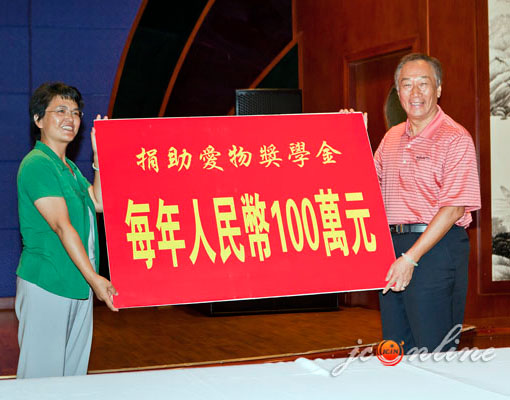 捐助愛物獎學金
每年人民幣100萬元
jconline